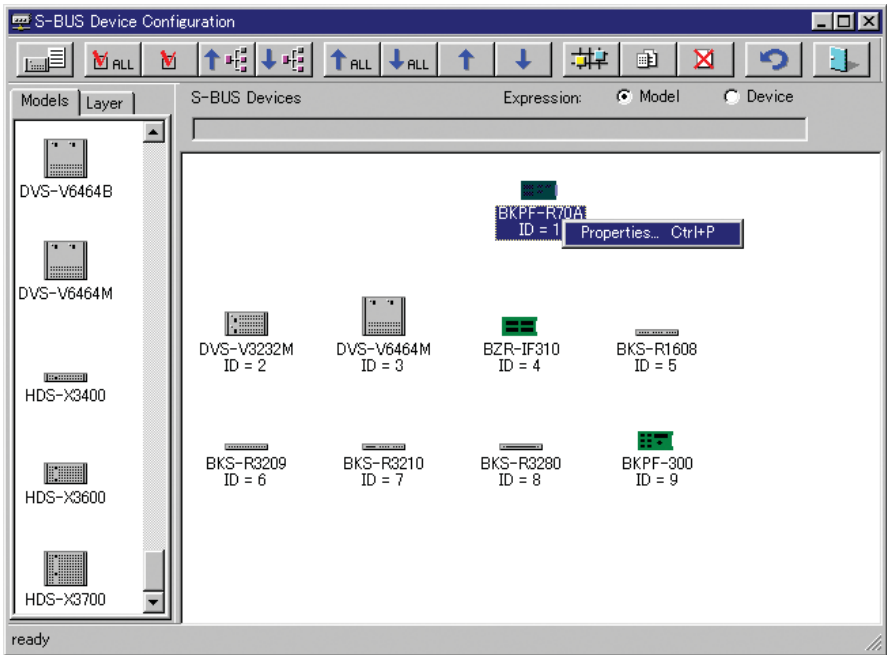 S-BUS Device Configuration
ALL
ALL ALL
Models Layer
S-BUS Devices Expression: Model Device
DVS-V6464B
DVS-V6464M
HDS-X3400
HDS-X3600
HDS-X3700
BKPF-R70A
ID = 1
Properties... Ctrl+P
DVS-V3232M
ID = 2
DVS-V6464M
ID = 3
BZR-IF310
ID = 4
BKS-R1608
ID = 5
BKS-R3209
ID = 6
BKS-R3210
ID = 7
BKS-R3280
ID = 8
BKPF-300
ID = 9
ready